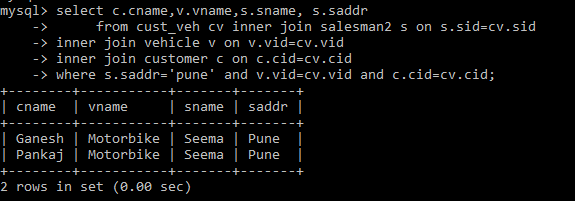 mysql> select c.cname,v.vname,s.sname, s.saddr
    ->      from cust_veh cv inner join salesman2 s on s.sid=cv.sid
    -> inner join vehicle v on v.vid=cv.vid
    -> inner join customer c on c.cid=cv.cid
    -> where s.saddr='pune' and v.vid=cv.vid and c.cid=cv.cid;
+--------+-----------+-------+-------+
| cname  | vname     | sname | saddr |
+--------+-----------+-------+-------+
| Ganesh | Motorbike | Seema | Pune  |
| Pankaj | Motorbike | Seema | Pune  |
+--------+-----------+-------+-------+
2 rows in set (0.00 sec)